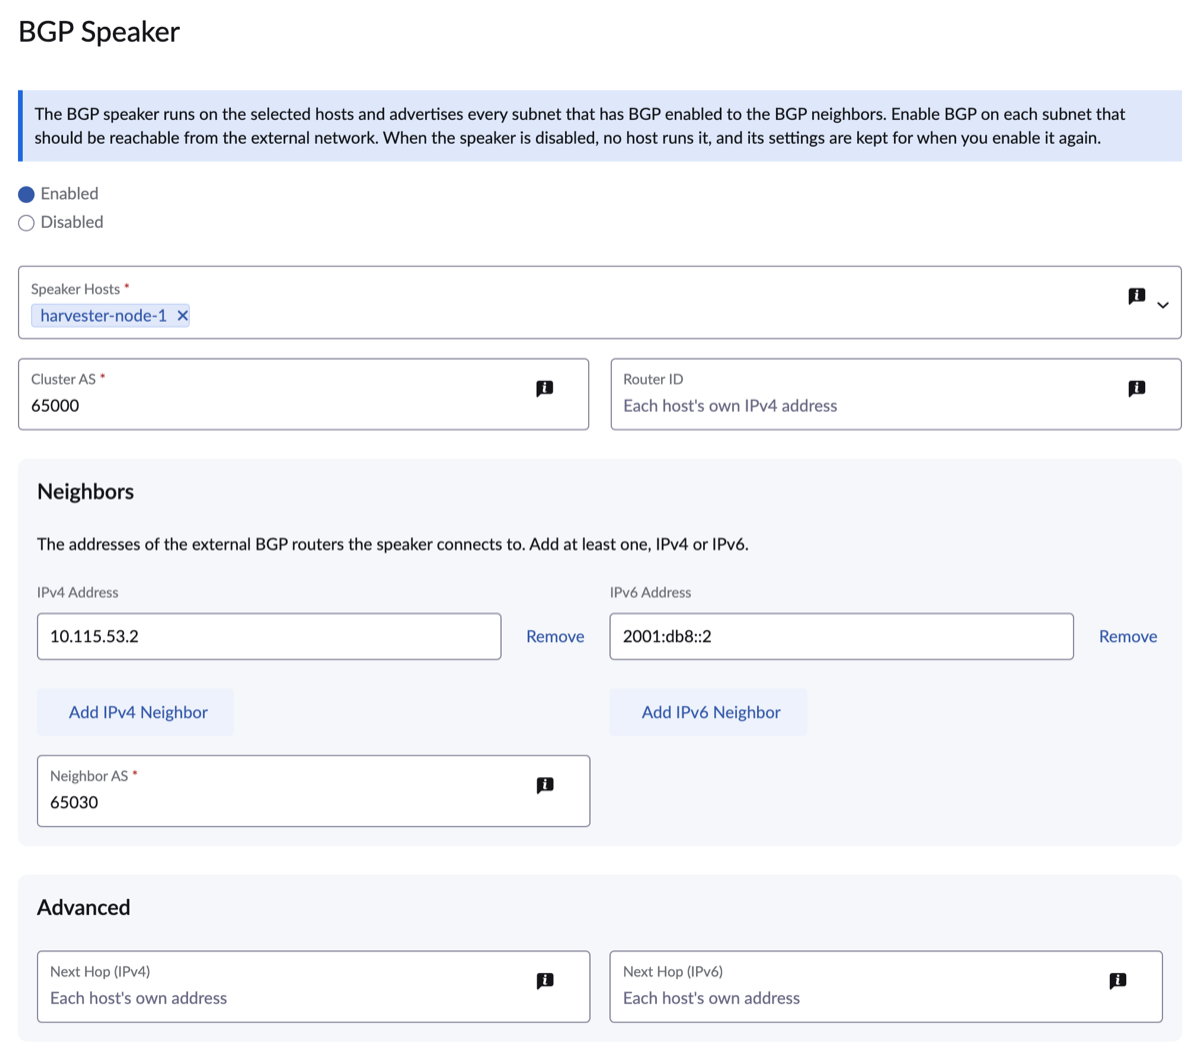 BGP Speaker
The BGP speaker runs on the selected hosts and advertises every subnet that has BGP enabled to the BGP neighbors. Enable BGP on each subnet that
should be reachable from the external network. When the speaker is disabled, no host runs it, and its settings are kept for when you enable it again.
Enabled
Disabled
Speaker Hosts *
harvester-node-1 ×
Cluster AS *
65000
Router ID
Each host's own IPv4 address
Neighbors
The addresses of the external BGP routers the speaker connects to. Add at least one, IPv4 or IPv6.
IPv4 Address
10.115.53.2
Remove
IPv6 Address
2001:db8::2
Remove
Add IPv4 Neighbor
Add IPv6 Neighbor
Neighbor AS *
65030
Advanced
Next Hop (IPv4)
Each host's own address
Next Hop (IPv6)
Each host's own address